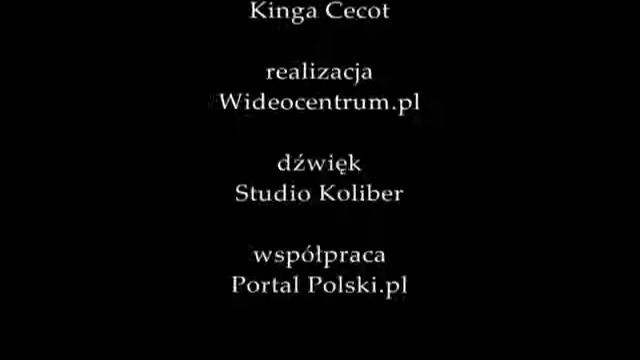 Kinga Cecot
realizacja
Wideocentrum.pl
dźwięk
Studio Koliber
współpraca
Portal Polski.pl